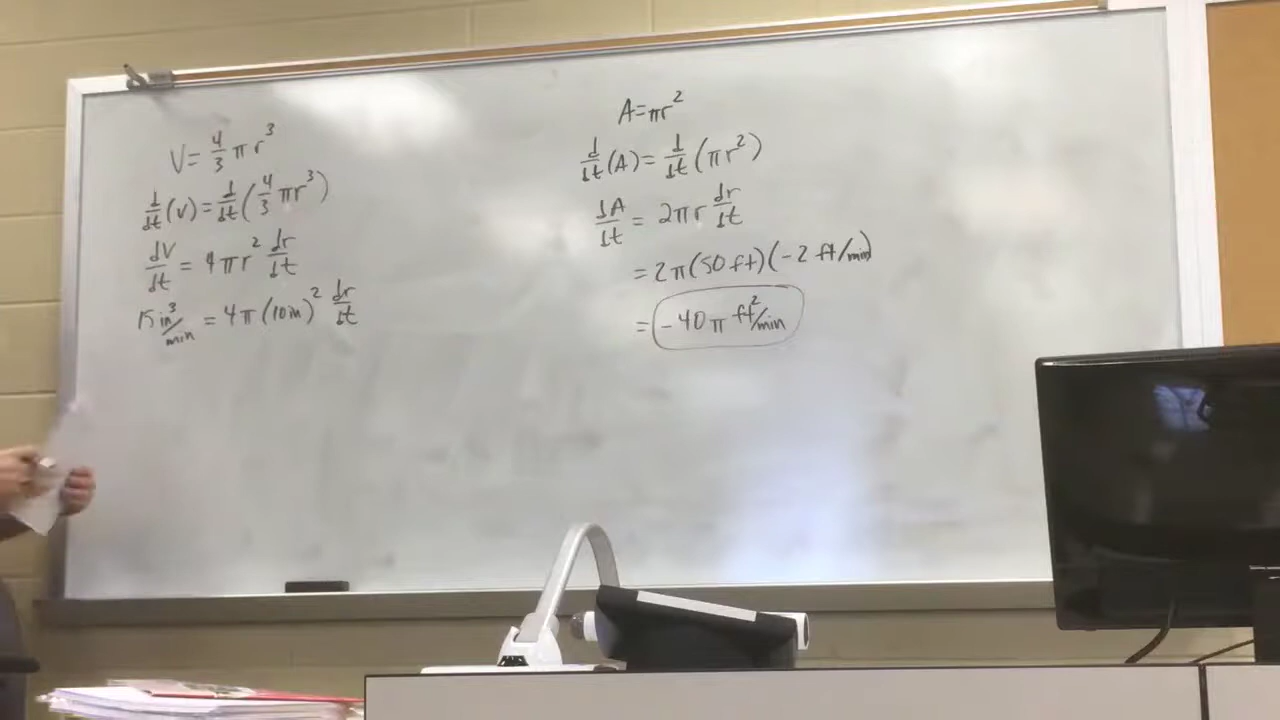 V = 4/3 π r³
d/dt (V) = d/dt (4/3 π r³)
dV/dt = 4 π r² dr/dt
15 in³/min = 4 π (10 in)² dr/dt
A = πr²
d/dt (A) = d/dt (πr²)
dA/dt = 2πr dr/dt
= 2π(50 ft)(-2 ft/min)
= -40π ft²/min